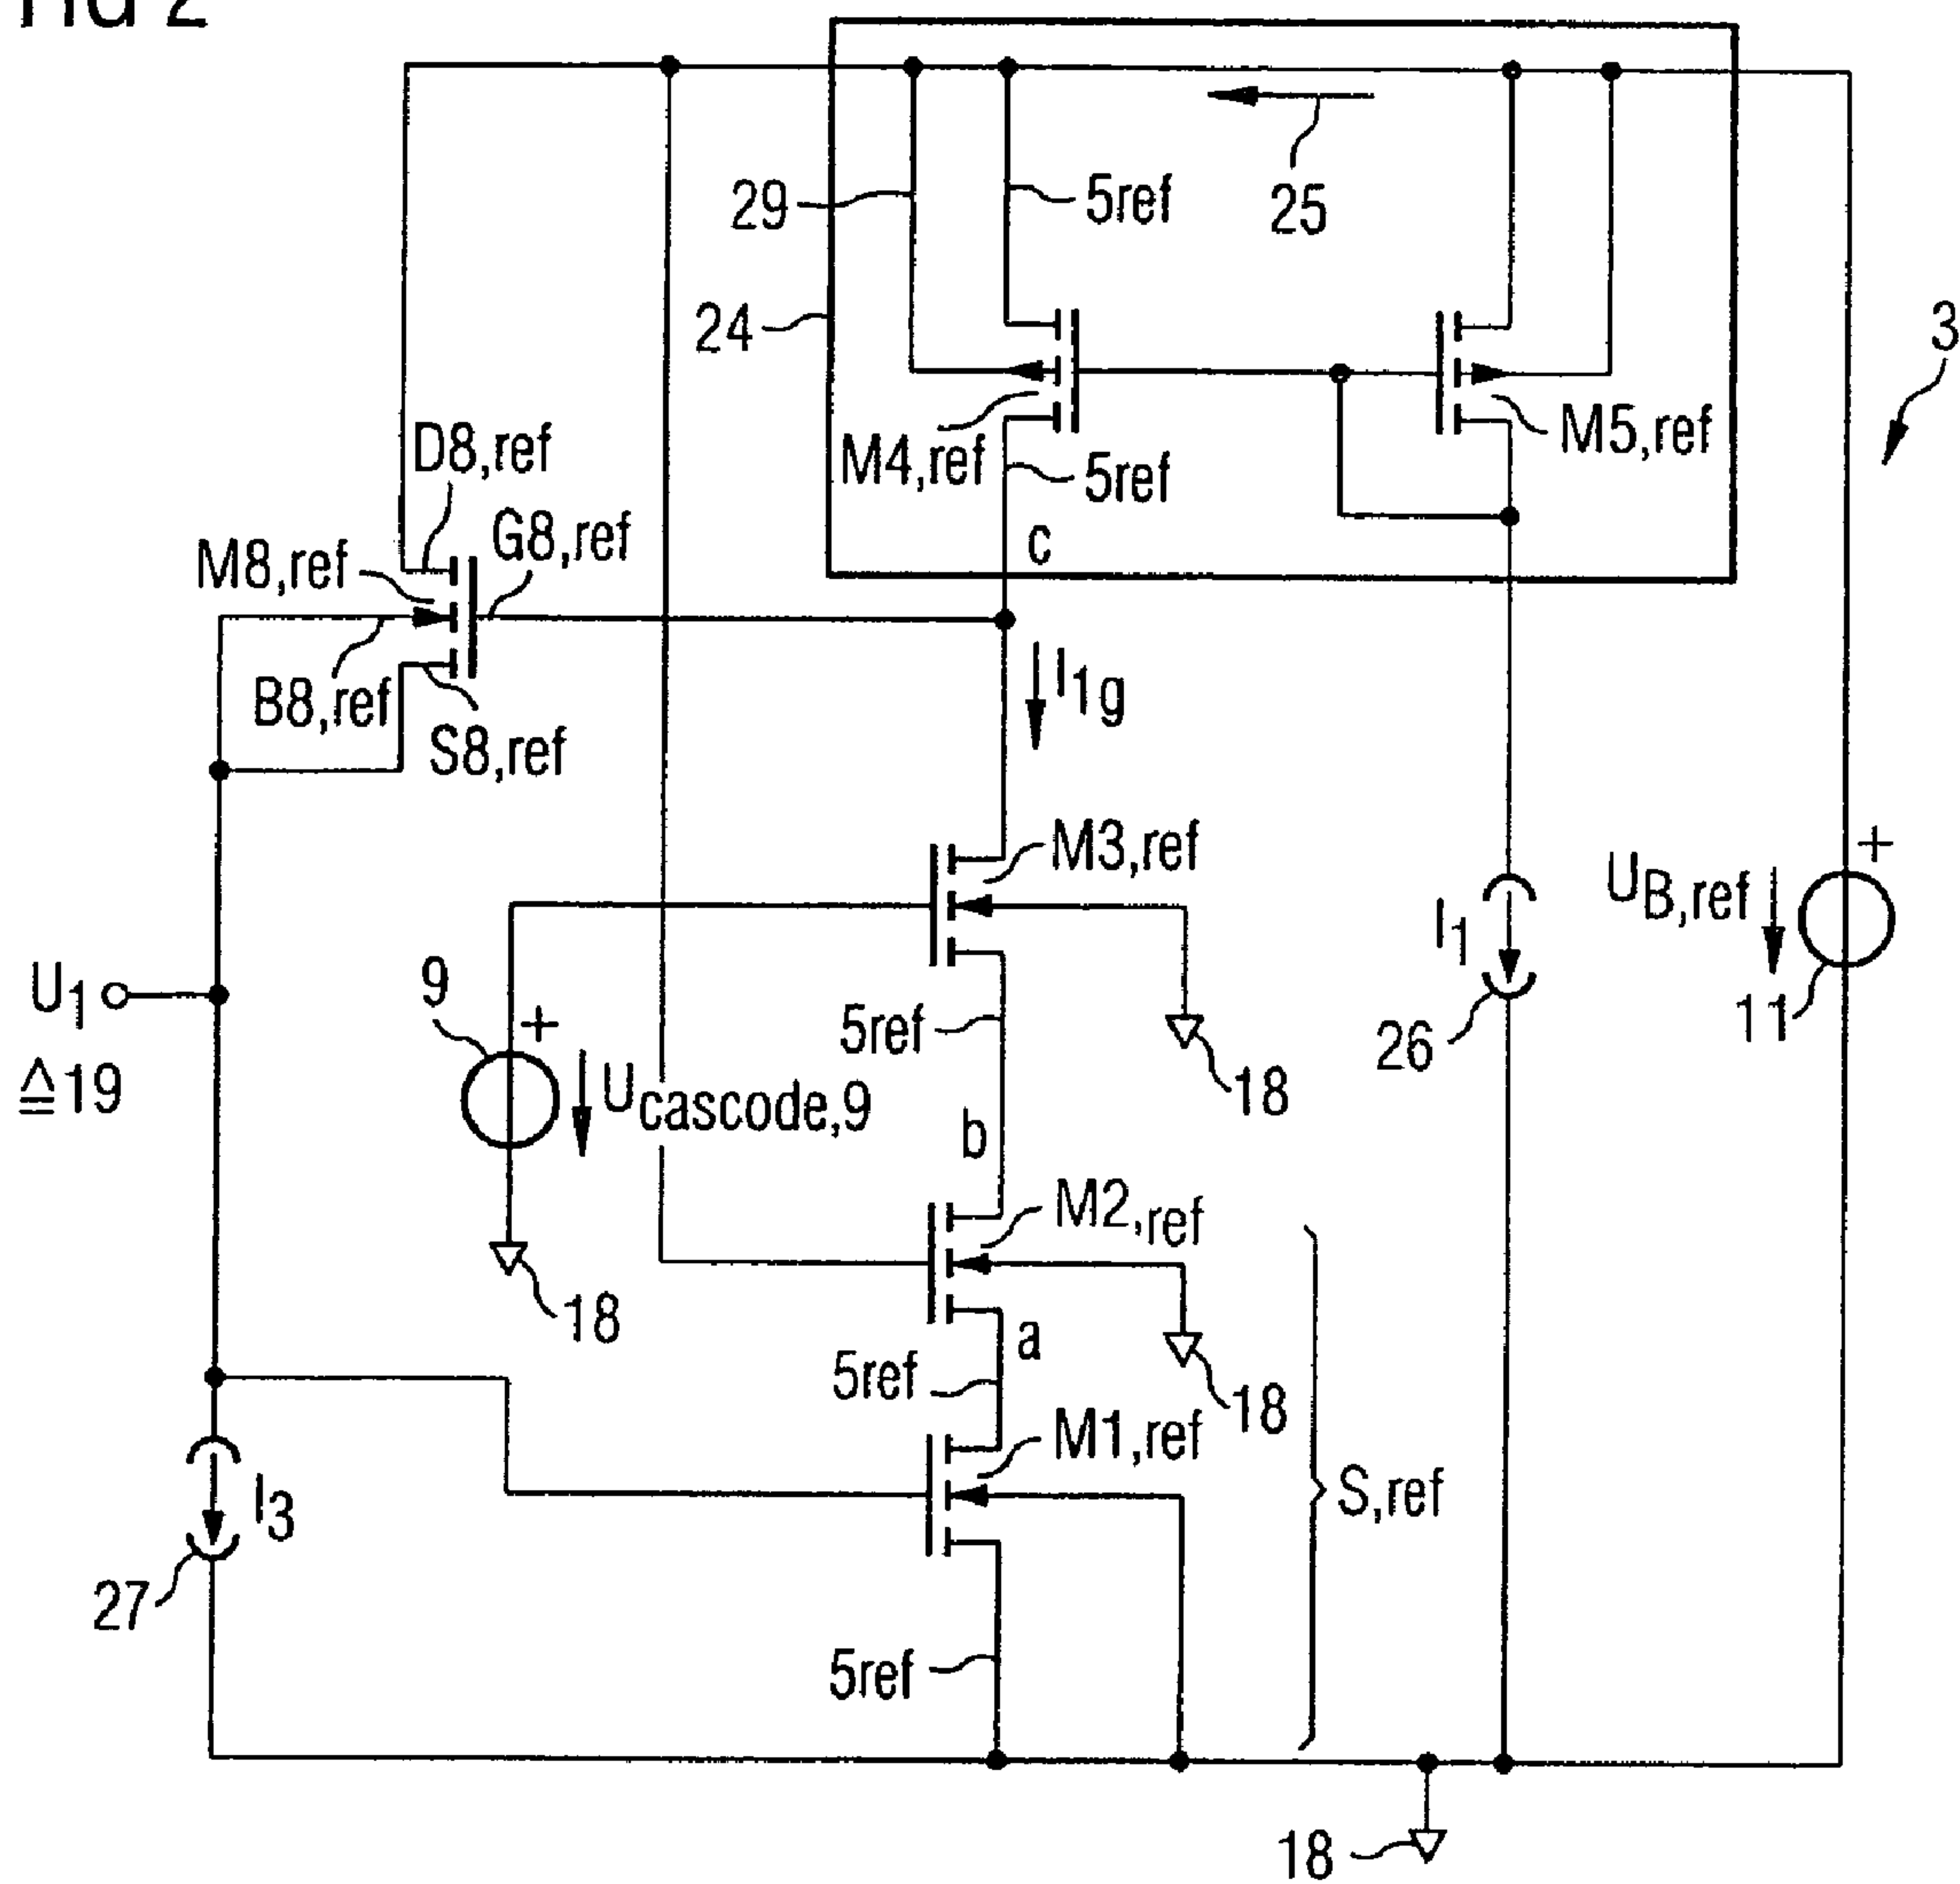 2
29
5ref
25
24
3
M4,ref
M5,ref
D8,ref
5ref
G8,ref
c
M8,ref
B8,ref
S8,ref
I1g
M3,ref
+
UB,ref
I1
U1
9
+
5ref
26
11
≙19
Ucascode,9
18
b
M2,ref
18
a
5ref
18
M1,ref
I3
S,ref
27
5ref
18